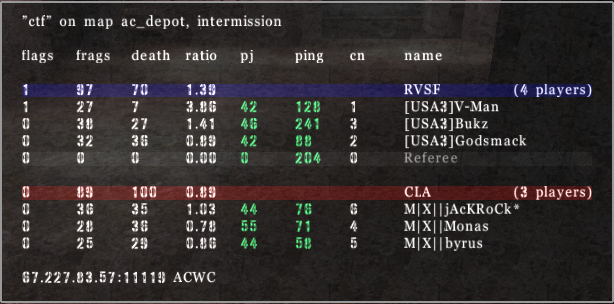 "ctf" on map ac_depot, intermission
flags frags death ratio pj ping cn name
1 97 70 1.39 RVSF (4 players)
1 27 7 3.86 42 128 1 [USA3]V-Man
0 38 27 1.41 46 241 3 [USA3]Bukz
0 32 36 0.89 42 88 2 [USA3]Godsmack
0 0 0 0.00 0 204 0 Referee
0 89 100 0.89 CLA (3 players)
0 36 35 1.03 44 76 6 M|X||jAcKRoCk*
0 28 36 0.78 55 71 4 M|X||Monas
0 25 29 0.86 44 58 5 M|X||byrus
67.227.83.57:11119 ACWC